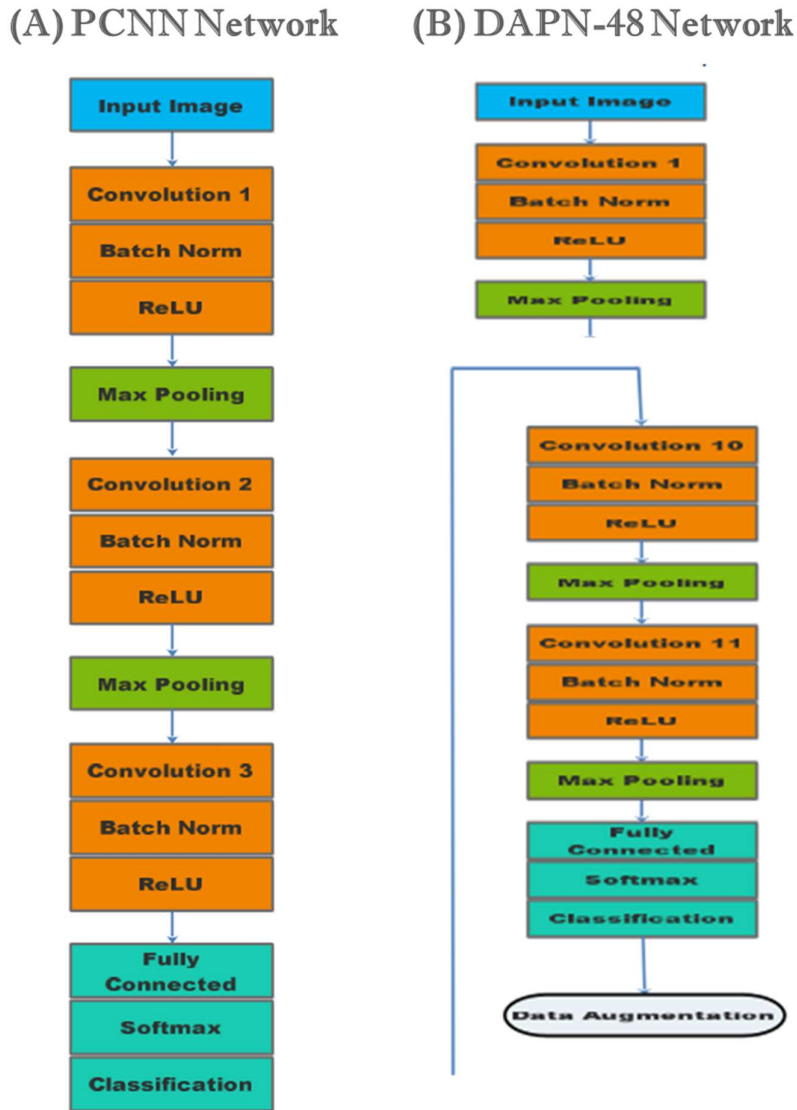 (A) PCNN Network
Input Image
Convolution 1
Batch Norm
ReLU
Max Pooling
Convolution 2
Batch Norm
ReLU
Max Pooling
Convolution 3
Batch Norm
ReLU
Fully
Connected
Softmax
Classification
(B) DAPN-48 Network
Input Image
Convolution 1
Batch Norm
ReLU
Max Pooling
Convolution 10
Batch Norm
ReLU
Max Pooling
Convolution 11
Batch Norm
ReLU
Max Pooling
Fully
Connected
Softmax
Classification
Data Augmentation